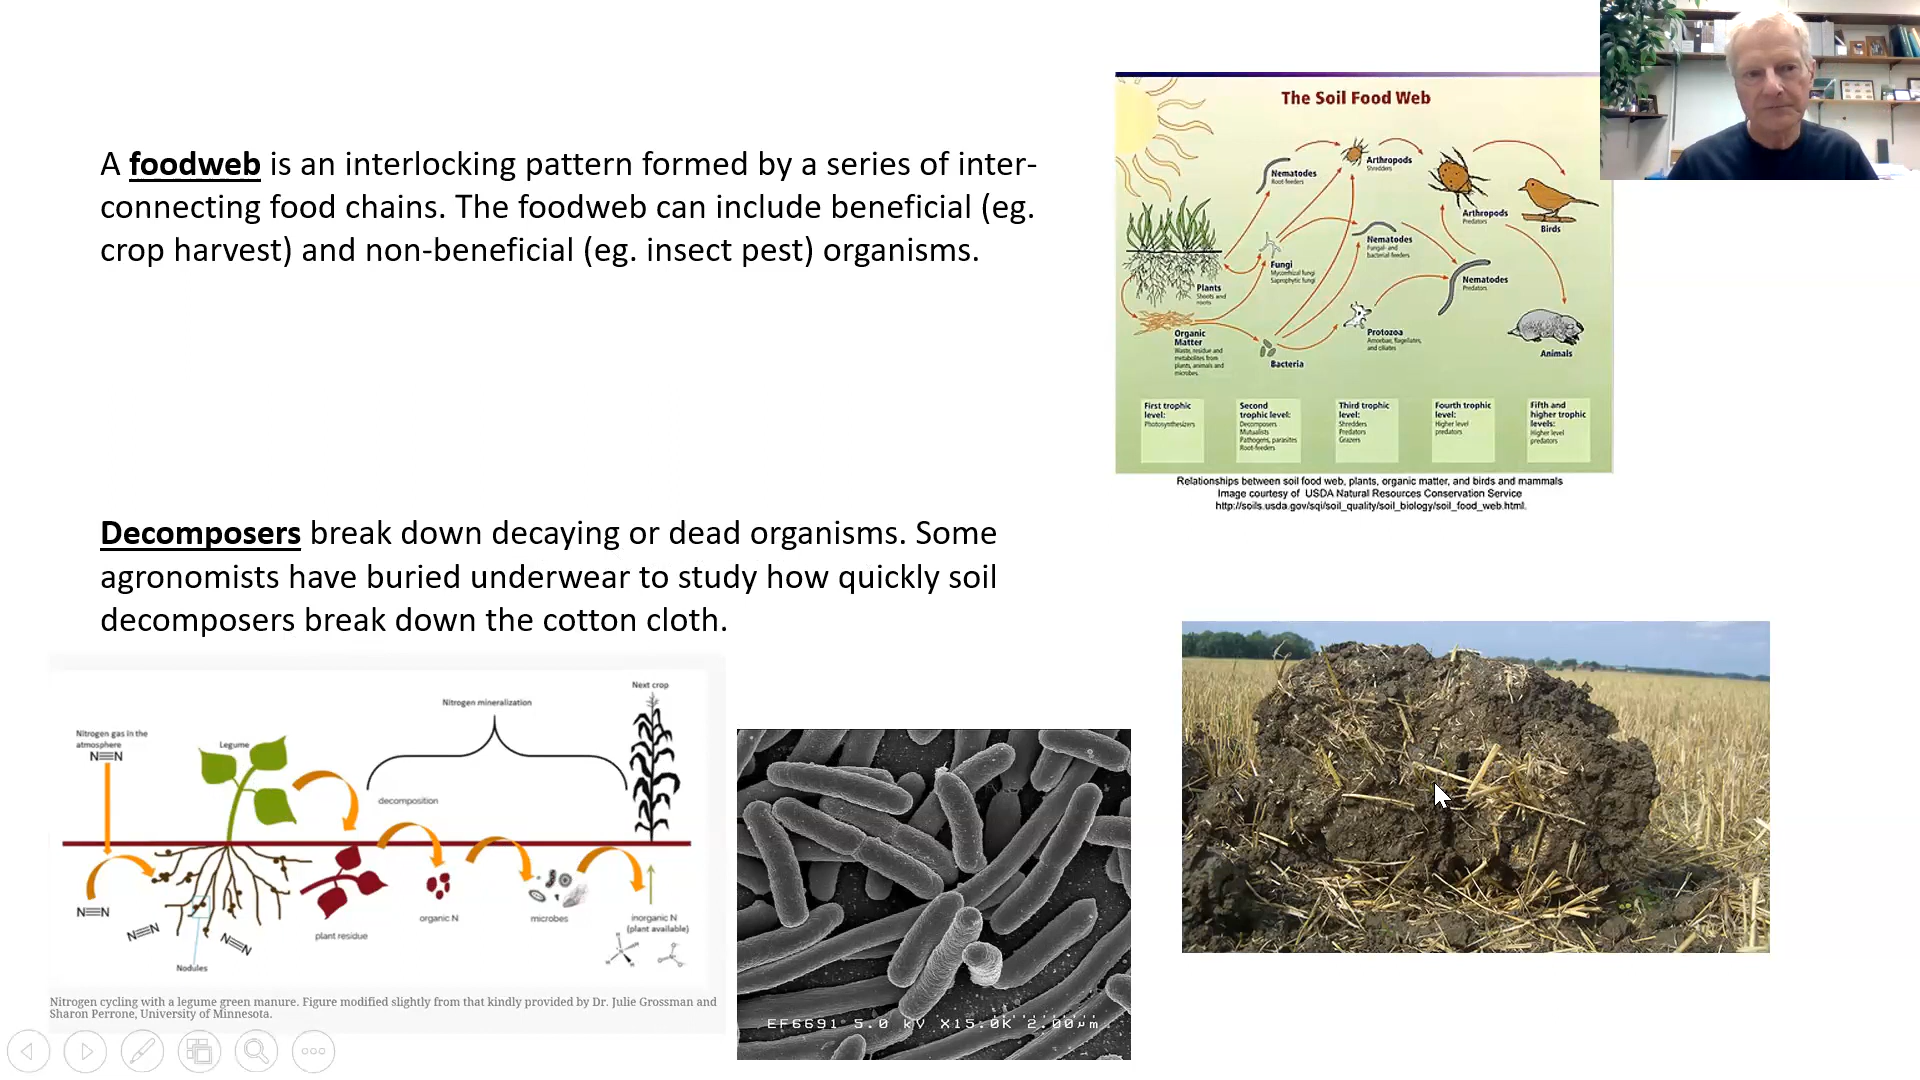 A foodweb is an interlocking pattern formed by a series of inter-
connecting food chains. The foodweb can include beneficial (eg.
crop harvest) and non-beneficial (eg. insect pest) organisms.
The Soil Food Web
Nematodes
Root-feeders
Arthropods
Shredders
Arthropods
Predators
Birds
Nematodes
Fungal- and
bacterial-feeders
Fungi
Mycorrhizal fungi
Saprophytic fungi
Nematodes
Predators
Plants
Shoots and
roots
Organic
Matter
Waste, residue and
metabolites from
plants, animals and
microbes.
Protozoa
Amoebae, flagellates,
and ciliates
Bacteria
Animals
First trophic
level:
Photosynthesizers
Second
trophic level:
Decomposers
Mutualists
Pathogens, parasites
Root-feeders
Third trophic
level:
Shredders
Predators
Grazers
Fourth trophic
level:
Higher level
predators
Fifth and
higher trophic
levels:
Higher level
predators
Relationships between soil food web, plants, organic matter, and birds and mammals
Image courtesy of USDA Natural Resources Conservation Service
http://soils.usda.gov/sqi/soil_quality/soil_biology/soil_food_web.html.
Decomposers break down decaying or dead organisms. Some
agronomists have buried underwear to study how quickly soil
decomposers break down the cotton cloth.
Next crop
Nitrogen mineralization
Nitrogen gas in the
atmosphere
N≡N
Legume
decomposition
N≡N
N≡N
N≡N
Nodules
plant residue
organic N
microbes
inorganic N
(plant available)
Nitrogen cycling with a legume green manure. Figure modified slightly from that kindly provided by Dr. Julie Grossman and
Sharon Perrone, University of Minnesota.
EF6691 5.0 kV X15.0K 2.00µm